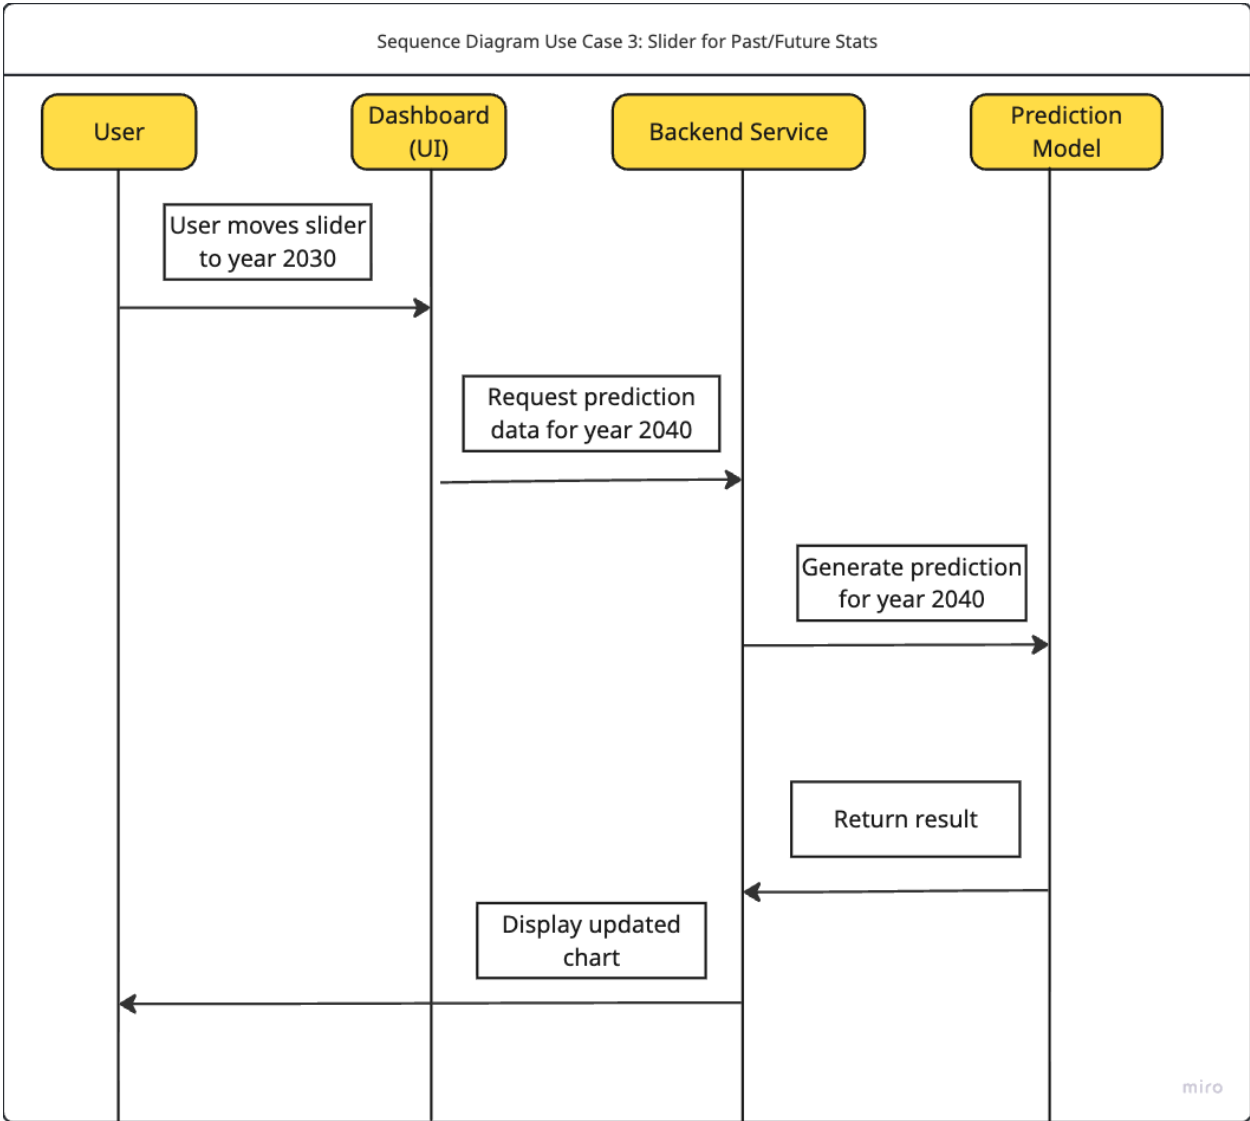 Sequence Diagram Use Case 3: Slider for Past/Future Stats
User
Dashboard
(UI)
Backend Service
Prediction
Model
User moves slider
to year 2030
Request prediction
data for year 2040
Generate prediction
for year 2040
Return result
Display updated
chart
miro